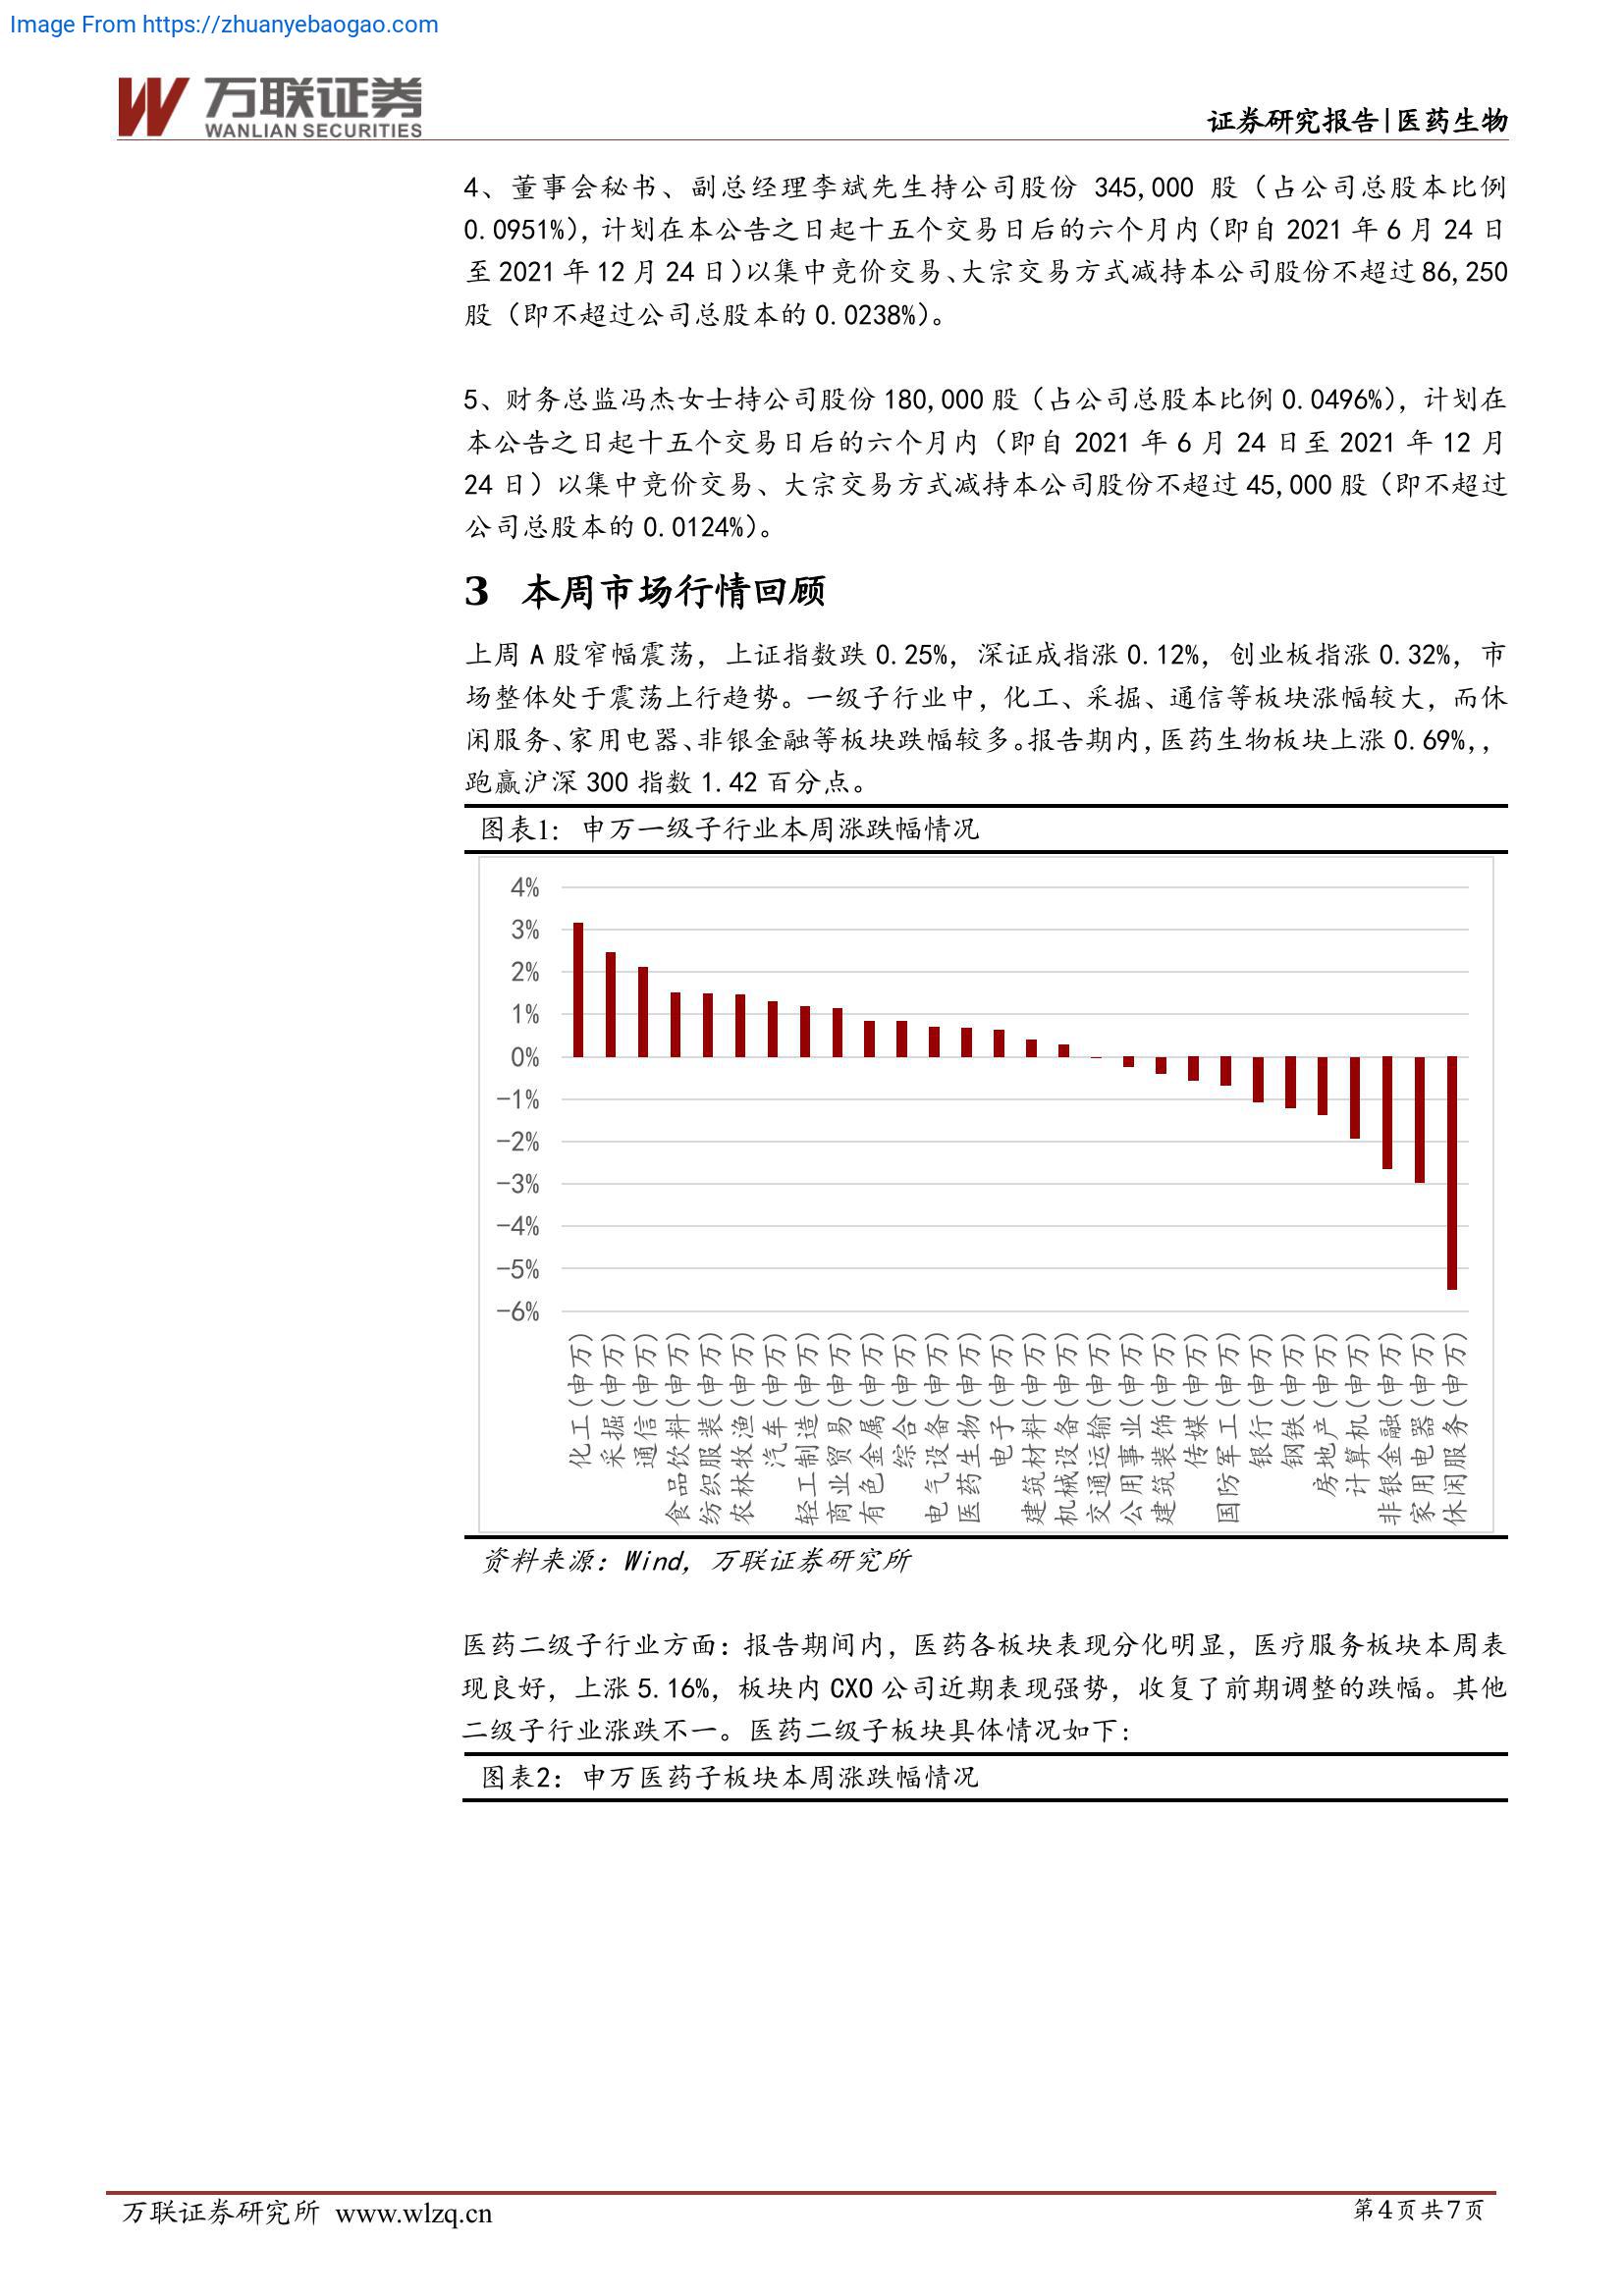 Image From https://zhuanyebaogao.com
万联证券
WANLIAN SECURITIES
证券研究报告|医药生物
4、董事会秘书、副总经理李斌先生持公司股份 345,000 股（占公司总股本比例
0.0951%），计划在本公告之日起十五个交易日后的六个月内（即自 2021 年 6 月 24 日
至 2021 年 12 月 24 日）以集中竞价交易、大宗交易方式减持本公司股份不超过 86,250
股（即不超过公司总股本的 0.0238%）。
5、财务总监冯杰女士持公司股份 180,000 股（占公司总股本比例 0.0496%），计划在
本公告之日起十五个交易日后的六个月内（即自 2021 年 6 月 24 日至 2021 年 12 月
24 日）以集中竞价交易、大宗交易方式减持本公司股份不超过 45,000 股（即不超过
公司总股本的 0.0124%）。
3 本周市场行情回顾
上周 A 股窄幅震荡，上证指数跌 0.25%，深证成指涨 0.12%，创业板指涨 0.32%，市
场整体处于震荡上行趋势。一级子行业中，化工、采掘、通信等板块涨幅较大，而休
闲服务、家用电器、非银金融等板块跌幅较多。报告期内，医药生物板块上涨 0.69%，，
跑赢沪深 300 指数 1.42 百分点。
图表1：申万一级子行业本周涨跌幅情况
4%
3%
2%
1%
0%
-1%
-2%
-3%
-4%
-5%
-6%
化工(申万)
采掘(申万)
通信(申万)
食品饮料(申万)
纺织服装(申万)
农林牧渔(申万)
汽车(申万)
轻工制造(申万)
商业贸易(申万)
有色金属(申万)
综合(申万)
电气设备(申万)
医药生物(申万)
电子(申万)
建筑材料(申万)
机械设备(申万)
交通运输(申万)
公用事业(申万)
建筑装饰(申万)
传媒(申万)
国防军工(申万)
银行(申万)
钢铁(申万)
房地产(申万)
计算机(申万)
非银金融(申万)
家用电器(申万)
休闲服务(申万)
资料来源：Wind，万联证券研究所
医药二级子行业方面：报告期间内，医药各板块表现分化明显，医疗服务板块本周表
现良好，上涨 5.16%，板块内 CXO 公司近期表现强势，收复了前期调整的跌幅。其他
二级子行业涨跌不一。医药二级子板块具体情况如下：
图表2：申万医药子板块本周涨跌幅情况
万联证券研究所 www.wlzq.cn
第4页共7页